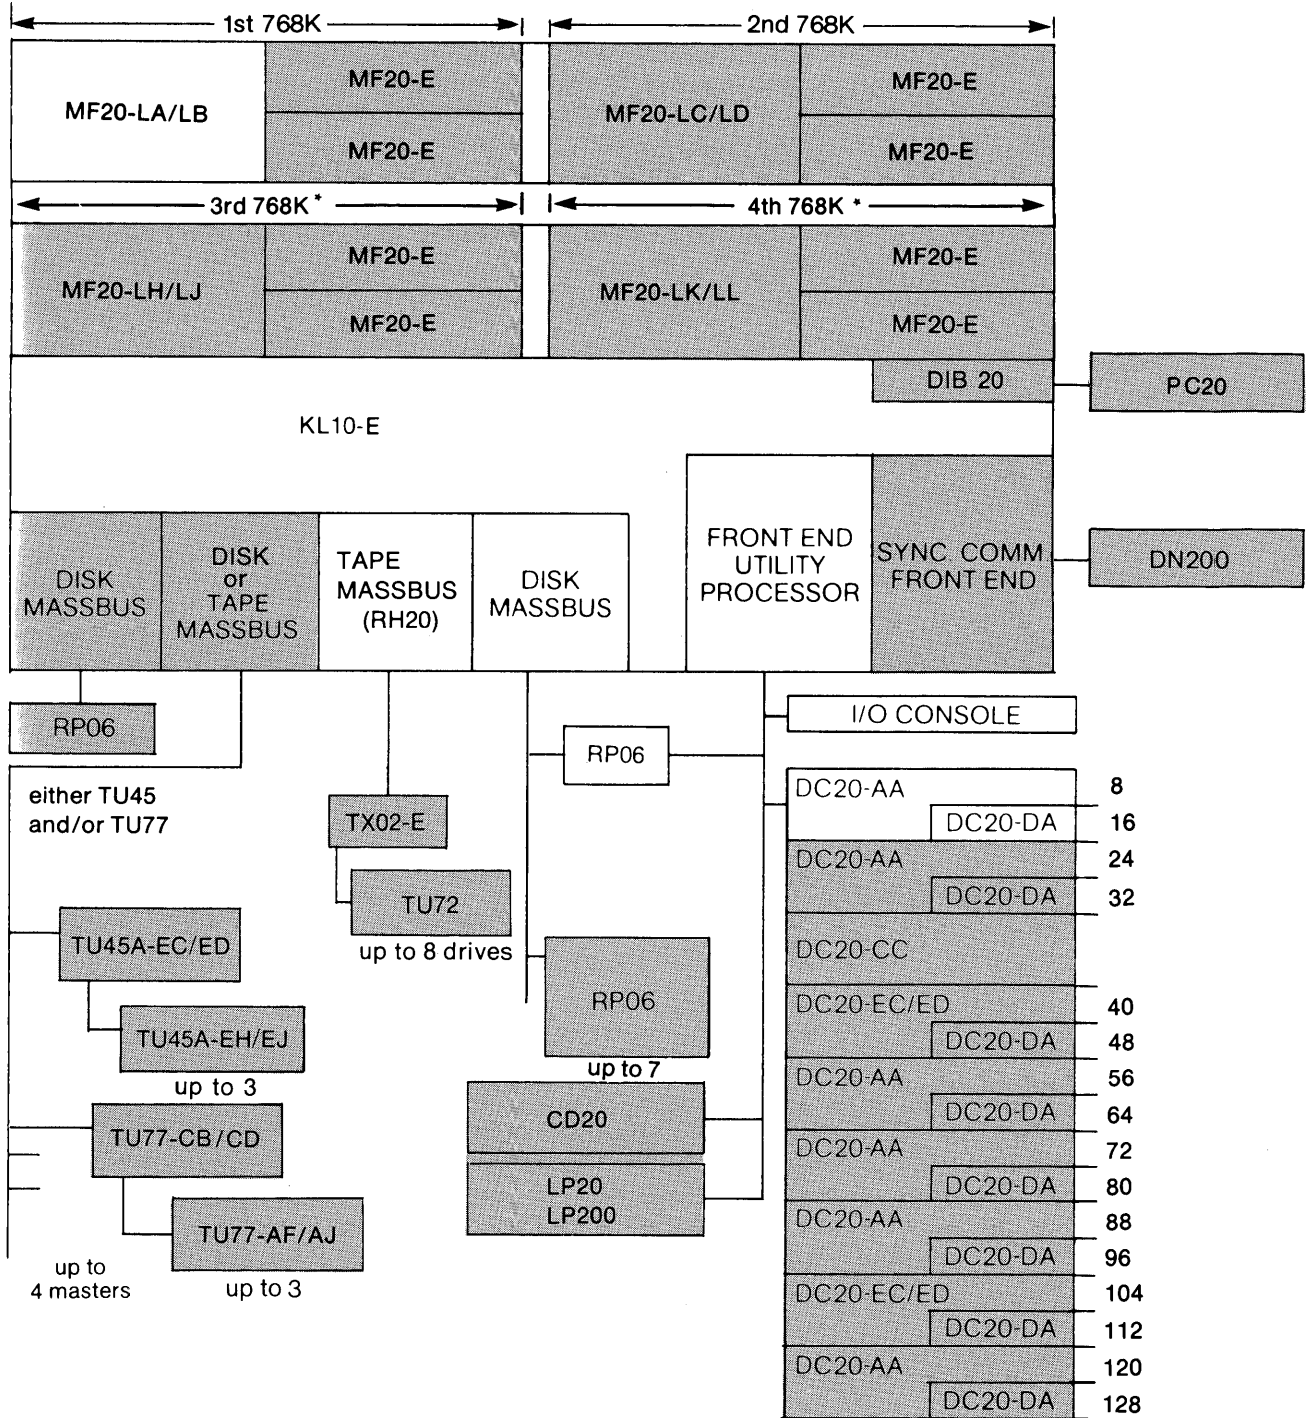 1st 768K
2nd 768K
MF20-LA/LB
MF20-E
MF20-E
MF20-LC/LD
MF20-E
MF20-E
3rd 768K *
4th 768K *
MF20-LH/LJ
MF20-E
MF20-E
MF20-LK/LL
MF20-E
MF20-E
DIB 20
PC20
KL10-E
DISK
MASSBUS
DISK
or
TAPE
MASSBUS
TAPE
MASSBUS
(RH20)
DISK
MASSBUS
FRONT END
UTILITY
PROCESSOR
SYNC COMM
FRONT END
DN200
RP06
either TU45
and/or TU77
TU45A-EC/ED
TU45A-EH/EJ
up to 3
TU77-CB/CD
TU77-AF/AJ
up to 3
up to
4 masters
TX02-E
TU72
up to 8 drives
RP06
RP06
up to 7
CD20
LP20
LP200
I/O CONSOLE
DC20-AA 8
DC20-DA 16
DC20-AA 24
DC20-DA 32
DC20-CC
DC20-EC/ED 40
DC20-DA 48
DC20-AA 56
DC20-DA 64
DC20-AA 72
DC20-DA 80
DC20-AA 88
DC20-DA 96
DC20-EC/ED 104
DC20-DA 112
DC20-AA 120
DC20-DA 128